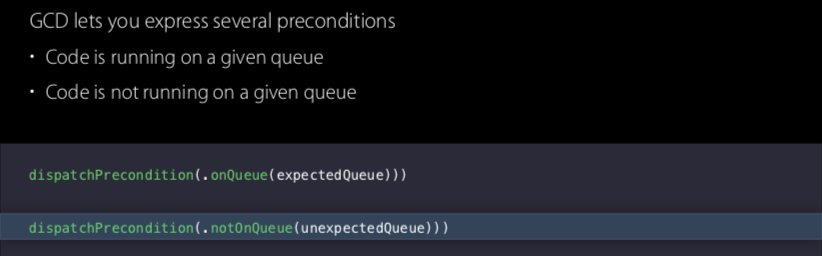 GCD lets you express several preconditions
• Code is running on a given queue
• Code is not running on a given queue
dispatchPrecondition(.onQueue(expectedQueue)))
dispatchPrecondition(.notOnQueue(unexpectedQueue)))